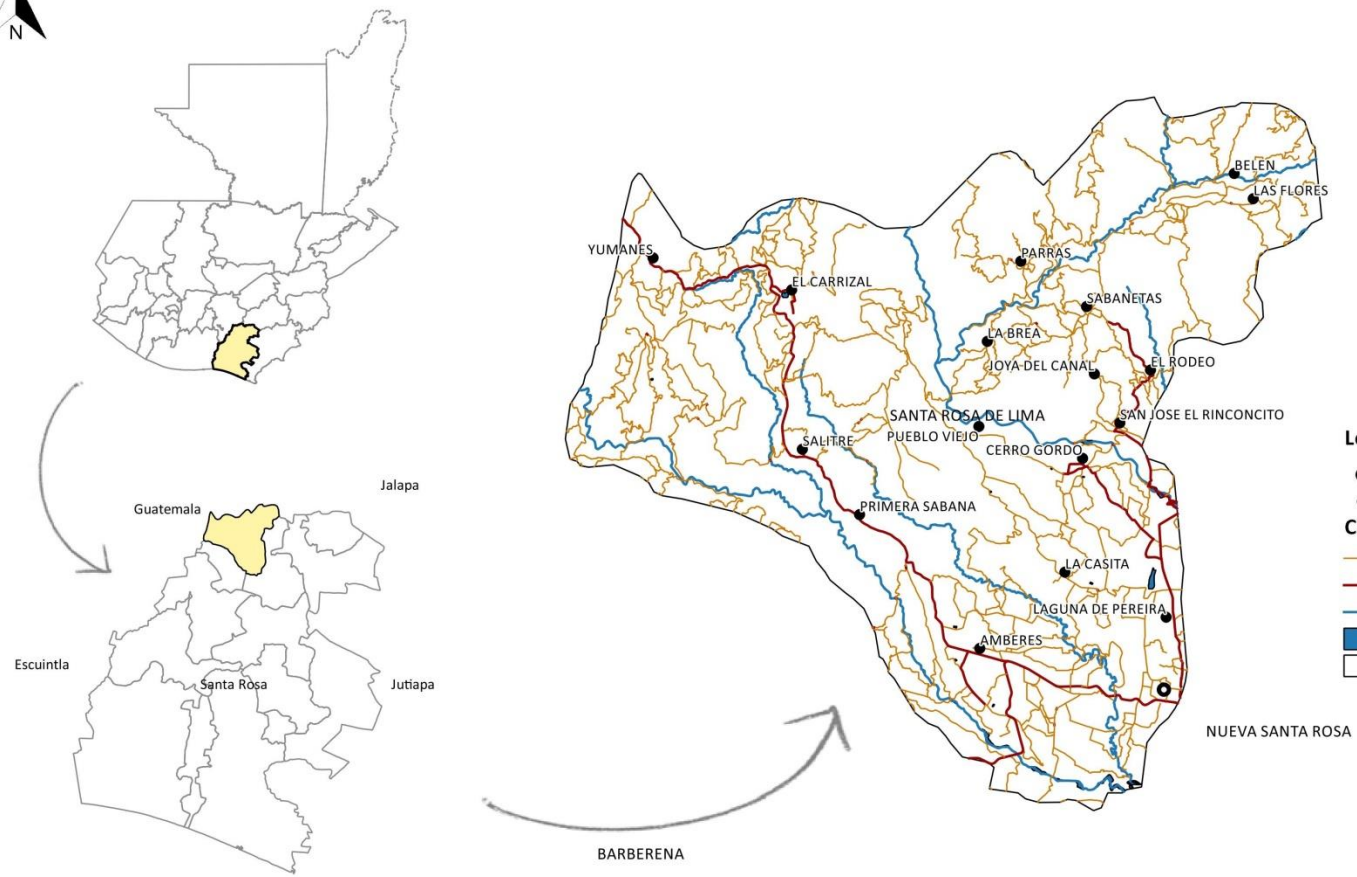 N
Jalapa
Guatemala
Escuintla
Santa Rosa
Jutiapa
BELEN
LAS FLORES
YUMANES
PARRAS
EL CARRIZAL
SABANETAS
LA BREA
JOYA DEL CANAL
EL RODEO
SANTA ROSA DE LIMA
SAN JOSE EL RINCONCITO
PUEBLO VIEJO
SALITRE
CERRO GORDO
PRIMERA SABANA
LA CASITA
LAGUNA DE PEREIRA
AMBERES
NUEVA SANTA ROSA
BARBERENA